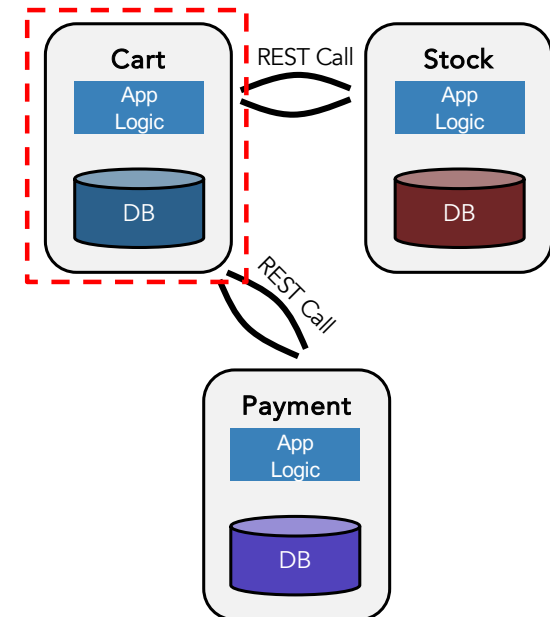 Cart
App
Logic
DB
REST Call
Stock
App
Logic
DB
REST Call
Payment
App
Logic
DB